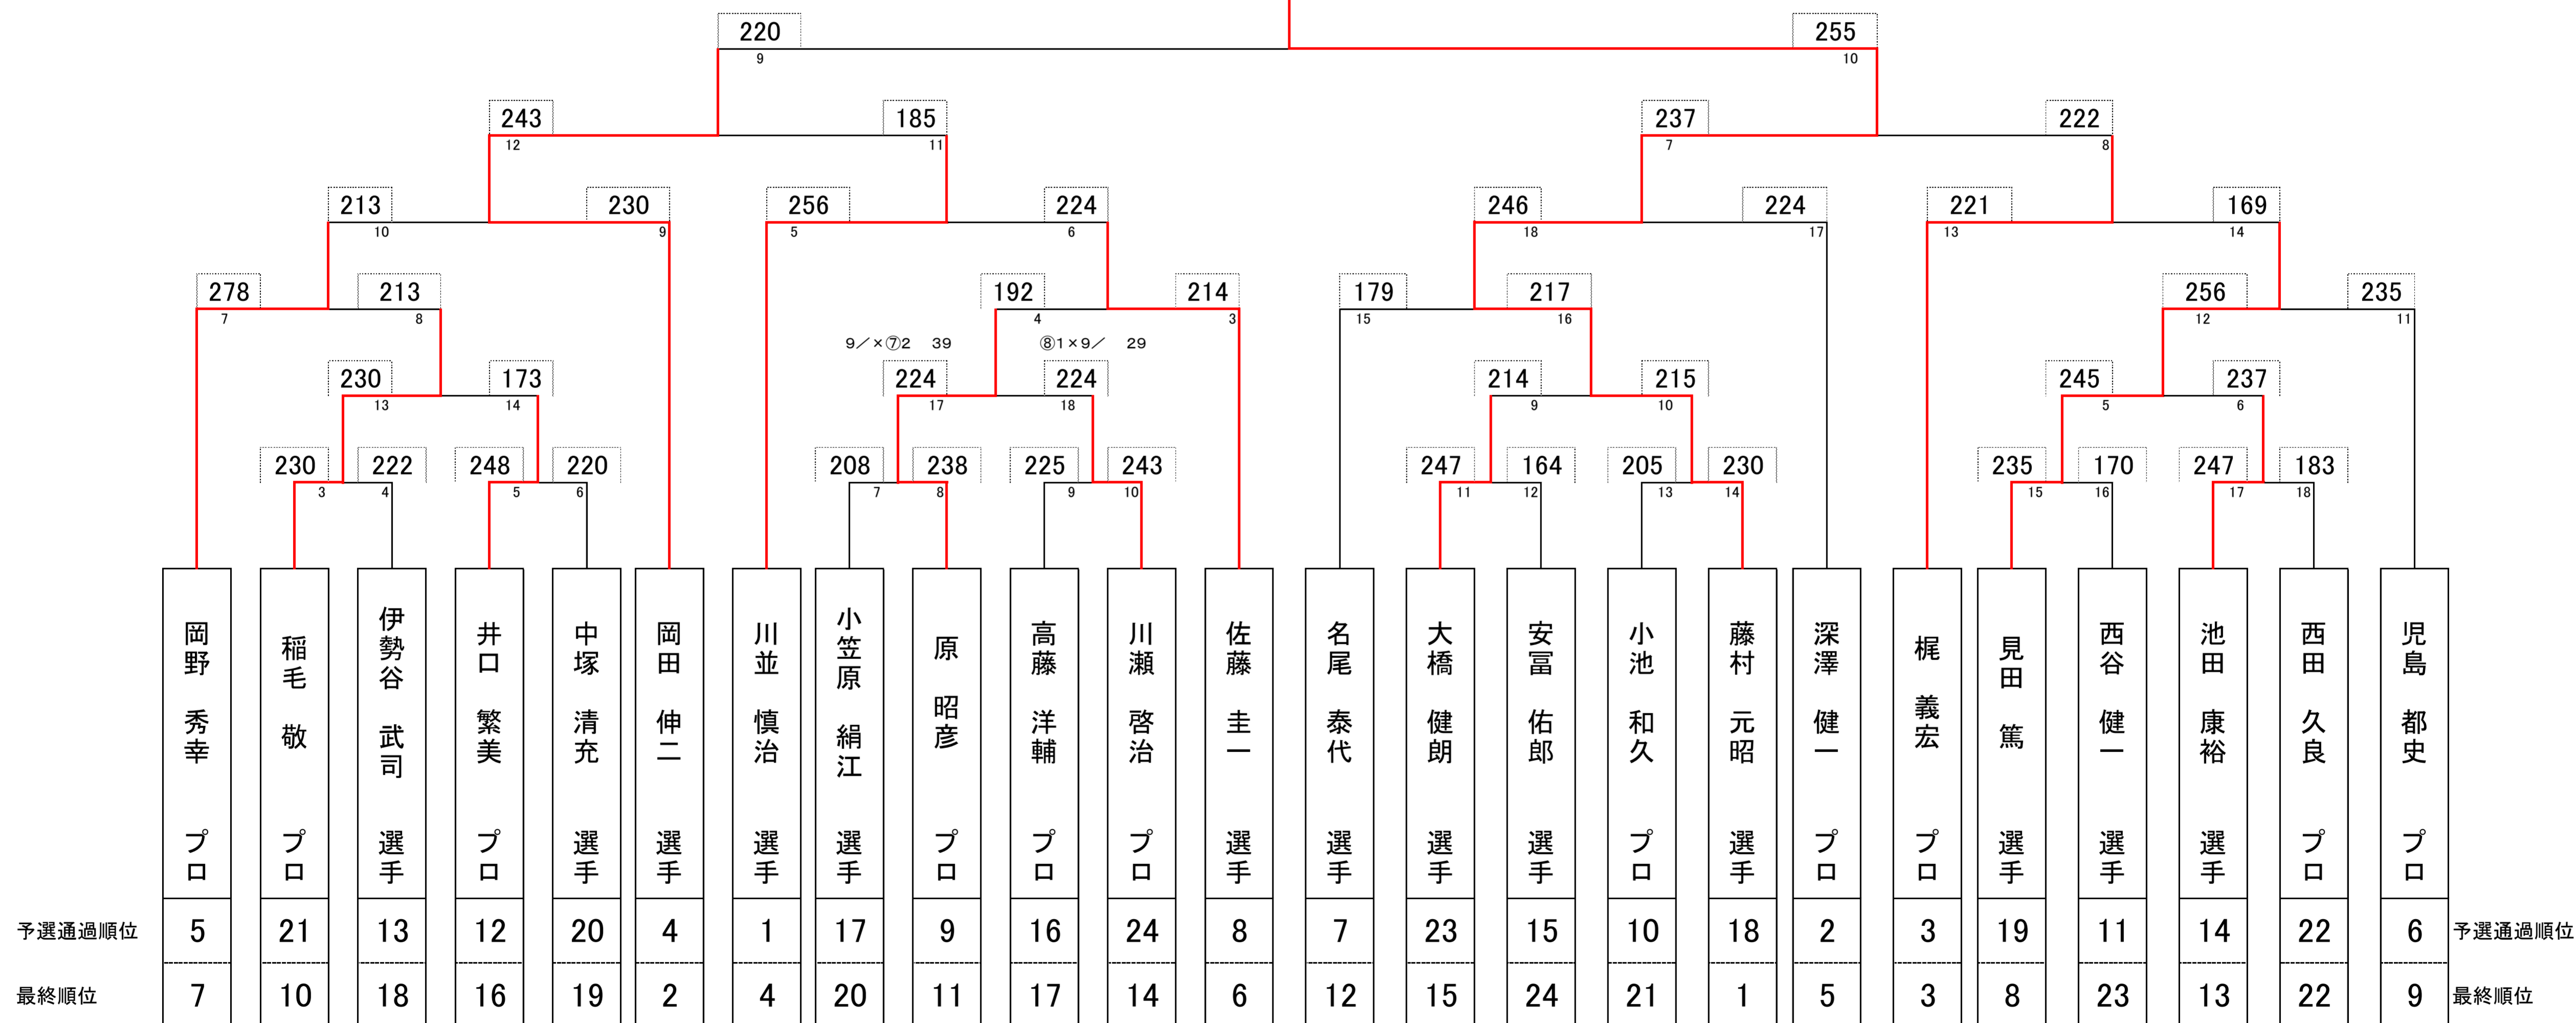 220 255
9 10
243 185 237 222
12 11 7 8
213 230 256 224 246 224 221 169
10 9 5 6 18 17 13 14
278 213 192 214 179 217 256 235
7 8 4 3 15 16 12 11
9／×⑦2 39 ⑧1×9／ 29
230 173 224 224 214 215 245 237
13 14 17 18 9 10 5 6
230 222 248 220 208 238 225 243 247 164 205 230 235 170 247 183
3 4 5 6 7 8 9 10 11 12 13 14 15 16 17 18
岡野 秀幸 プロ
稲毛 敬 プロ
伊勢谷 武司 選手
井口 繁美 プロ
中塚 清充 選手
岡田 伸二 選手
川並 慎治 選手
小笠原 絹江 選手
原 昭彦 プロ
高藤 洋輔 プロ
川瀬 啓治 プロ
佐藤 圭一 選手
名尾 泰代 選手
大橋 健朗 選手
安冨 佑郎 選手
小池 和久 プロ
藤村 元昭 選手
深澤 健一 プロ
梶 義宏 プロ
見田 篤 選手
西谷 健一 選手
池田 康裕 選手
西田 久良 プロ
児島 都史 プロ
予選通過順位 5 21 13 12 20 4 1 17 9 16 24 8 7 23 15 10 18 2 3 19 11 14 22 6 予選通過順位
最終順位 7 10 18 16 19 2 4 20 11 17 14 6 12 15 24 21 1 5 3 8 23 13 22 9 最終順位